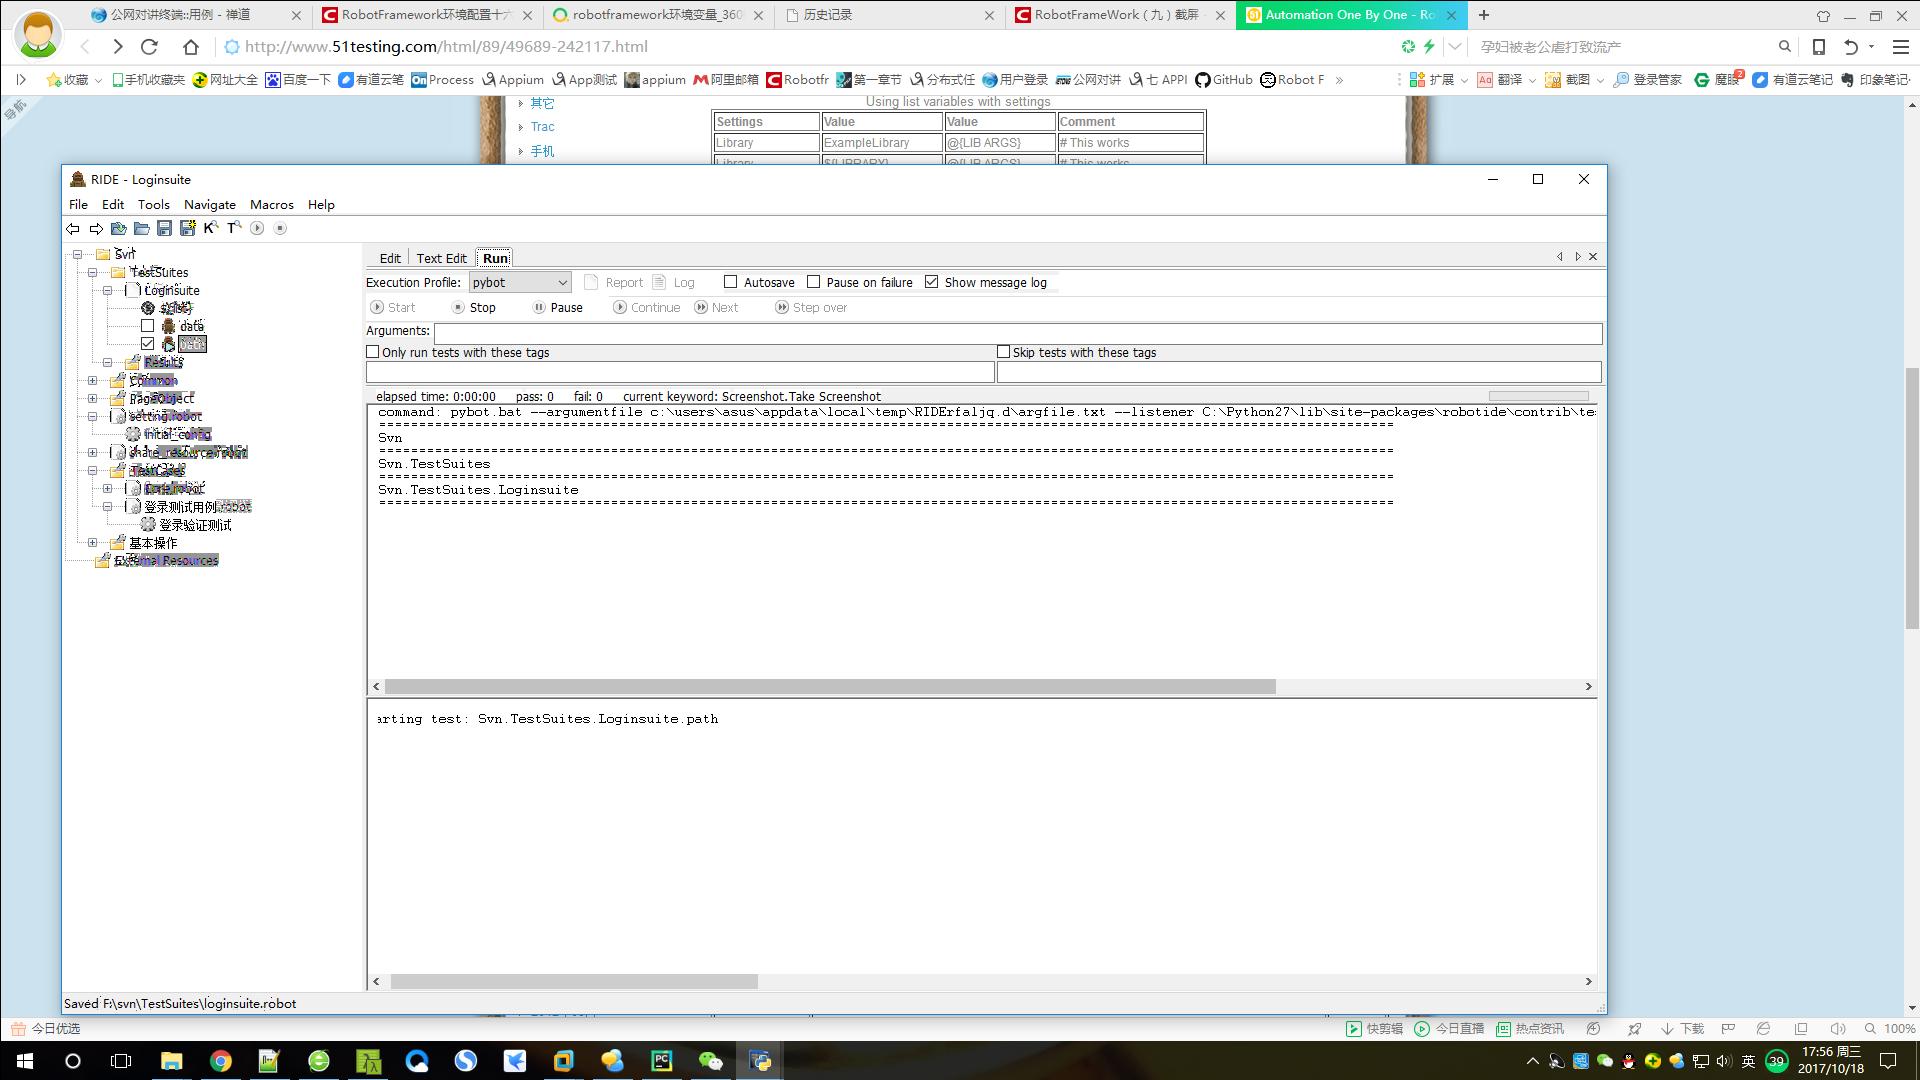 公网对讲终端::用例 - 禅道
RobotFramework环境配置十六
robotframework环境变量_360
历史记录
RobotFrameWork（九）截屏
Automation One By One - Ro
http://www.51testing.com/html/89/49689-242117.html
孕妇被老公虐打致流产
收藏
手机收藏夹
网址大全
百度一下
有道云笔
Process
Appium
App测试
appium
阿里邮箱
Robotfr
第一章节
分布式任
用户登录
公网对讲
七 APPI
GitHub
Robot F
扩展
翻译
截图
登录管家
魔眼
2
有道云笔记
印象笔记
导航
其它
Trac
手机
Using list variables with settings
Settings Value Value Comment
Library ExampleLibrary @{LIB ARGS} # This works
Library ${LIBRARY} @{LIB ARGS} # This works
RIDE - Loginsuite
File Edit Tools Navigate Macros Help
Svn
TestSuites
Loginsuite
data
Results
Common
PageObject
setting.robot
initial_config
share_resource.robot
TestCases
登录测试用例.robot
登录验证测试
基本操作
External Resources
Edit Text Edit Run
Execution Profile: pybot Report Log Autosave Pause on failure Show message log
Start Stop Pause Continue Next Step over
Arguments:
Only run tests with these tags
Skip tests with these tags
elapsed time: 0:00:00 pass: 0 fail: 0 current keyword: Screenshot.Take Screenshot
command: pybot.bat --argumentfile c:\users\asus\appdata\local\temp\RIDErfaljq.d\argfile.txt --listener C:\Python27\lib\site-packages\robotide\contrib\te
==============================================================================
Svn
==============================================================================
Svn.TestSuites
==============================================================================
Svn.TestSuites.Loginsuite
==============================================================================
arting test: Svn.TestSuites.Loginsuite.path
Saved F:\svn\TestSuites\loginsuite.robot
今日优选
快剪辑
今日直播
热点资讯
下载
100%
英
39
17:56 周三
2017/10/18